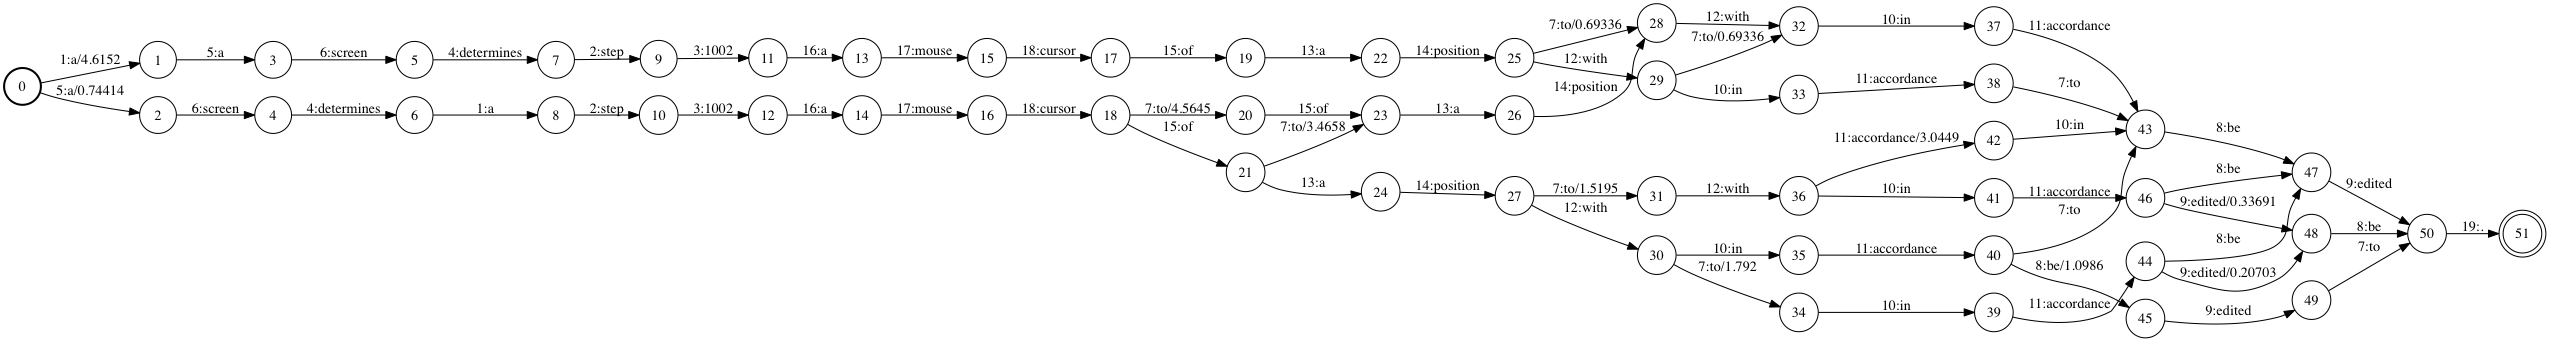 0 1:a/4.6152 1 5:a 3 6:screen 5 4:determines 7 2:step 9 3:1002 11 16:a 13 17:mouse 15 18:cursor 17 15:of 19 13:a 22 14:position 25
5:a/0.74414 2 6:screen 4 4:determines 6 1:a 8 2:step 10 3:1002 12 16:a 14 17:mouse 16 18:cursor 18 7:to/4.5645 20 15:of 23 13:a 26 14:position
15:of 21 7:to/3.4658
13:a 24 14:position 27
7:to/0.69336 28 12:with 32 10:in 37 11:accordance
12:with 29 7:to/0.69336
10:in 33 11:accordance 38 7:to 43 8:be 47 9:edited 50 19:. 51
7:to/1.5195 31 12:with 36 11:accordance/3.0449 42 10:in
10:in 41 11:accordance 46 8:be
9:edited/0.33691 48 8:be
12:with 30 10:in 35 11:accordance 40 7:to
7:to/1.792 34 10:in 39 11:accordance 44 8:be
9:edited/0.20703
8:be/1.0986 45 9:edited 49 7:to